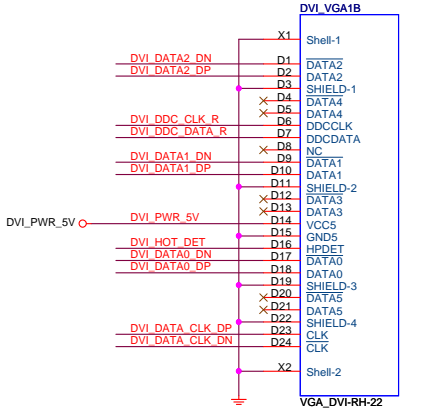 DVI_VGA1B
X1 Shell-1
DVI_DATA2_DN D1 DATA2
DVI_DATA2_DP D2 DATA2
D3 SHIELD-1
D4 DATA4
D5 DATA4
DVI_DDC_CLK_R D6 DDCCLK
DVI_DDC_DATA_R D7 DDCDATA
D8 NC
DVI_DATA1_DN D9 DATA1
DVI_DATA1_DP D10 DATA1
D11 SHIELD-2
D12 DATA3
D13 DATA3
DVI_PWR_5V DVI_PWR_5V D14 VCC5
D15 GND5
DVI_HOT_DET D16 HPDET
DVI_DATA0_DN D17 DATA0
DVI_DATA0_DP D18 DATA0
D19 SHIELD-3
D20 DATA5
D21 DATA5
D22 SHIELD-4
DVI_DATA_CLK_DP D23 CLK
DVI_DATA_CLK_DN D24 CLK
X2 Shell-2
VGA_DVI-RH-22